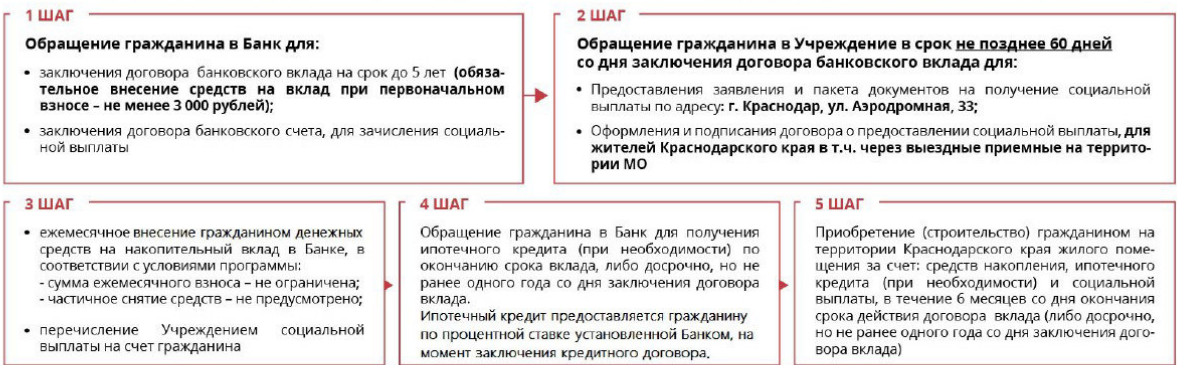 1 ШАГ
Обращение гражданина в Банк для:
• заключения договора банковского вклада на срок до 5 лет (обяза-
тельное внесение средств на вклад при первоначальном
взносе – не менее 3 000 рублей);
• заключения договора банковского счета, для зачисления социаль-
ной выплаты
2 ШАГ
Обращение гражданина в Учреждение в срок не позднее 60 дней
со дня заключения договора банковского вклада для:
• Предоставления заявления и пакета документов на получение социальной
выплаты по адресу: г. Краснодар, ул. Аэродромная, 33;
• Оформления и подписания договора о предоставлении социальной выплаты, для
жителей Краснодарского края в т.ч. через выездные приемные на террито-
рии МО
3 ШАГ
• ежемесячное внесение гражданином денежных
средств на накопительный вклад в Банке, в
соответствии с условиями программы:
- сумма ежемесячного взноса – не ограничена;
- частичное снятие средств – не предусмотрено;
• перечисление Учреждением социальной
выплаты на счет гражданина
4 ШАГ
Обращение гражданина в Банк для получения
ипотечного кредита (при необходимости) по
окончанию срока вклада, либо досрочно, но не
ранее одного года со дня заключения договора
вклада.
Ипотечный кредит предоставляется гражданину
по процентной ставке установленной Банком, на
момент заключения кредитного договора.
5 ШАГ
Приобретение (строительство) гражданином на
территории Краснодарского края жилого поме-
щения за счет: средств накопления, ипотечного
кредита (при необходимости) и социальной
выплаты, в течение 6 месяцев со дня окончания
срока действия договора вклада (либо досрочно,
но не ранее одного года со дня заключения дого-
вора вклада)